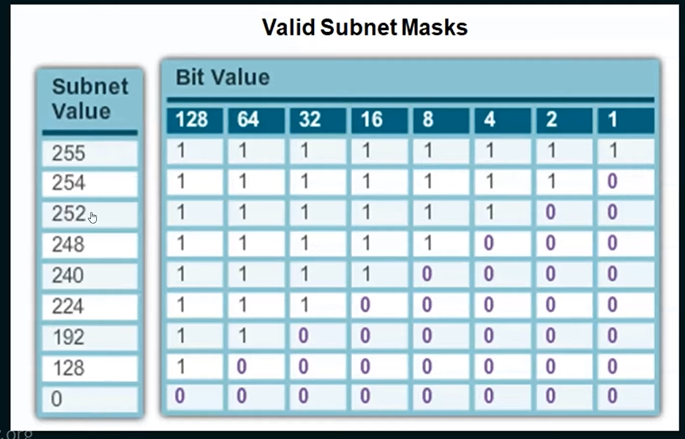 Valid Subnet Masks
Subnet Value
Bit Value
128 64 32 16 8 4 2 1
255 1 1 1 1 1 1 1 1
254 1 1 1 1 1 1 1 0
252 1 1 1 1 1 1 0 0
248 1 1 1 1 1 0 0 0
240 1 1 1 1 0 0 0 0
224 1 1 1 0 0 0 0 0
192 1 1 0 0 0 0 0 0
128 1 0 0 0 0 0 0 0
0 0 0 0 0 0 0 0 0
.org